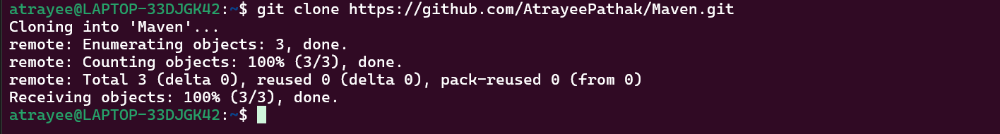 atrayee@LAPTOP-33DJGK42:~$ git clone https://github.com/AtrayeePathak/Maven.git
Cloning into 'Maven'...
remote: Enumerating objects: 3, done.
remote: Counting objects: 100% (3/3), done.
remote: Total 3 (delta 0), reused 0 (delta 0), pack-reused 0 (from 0)
Receiving objects: 100% (3/3), done.
atrayee@LAPTOP-33DJGK42:~$